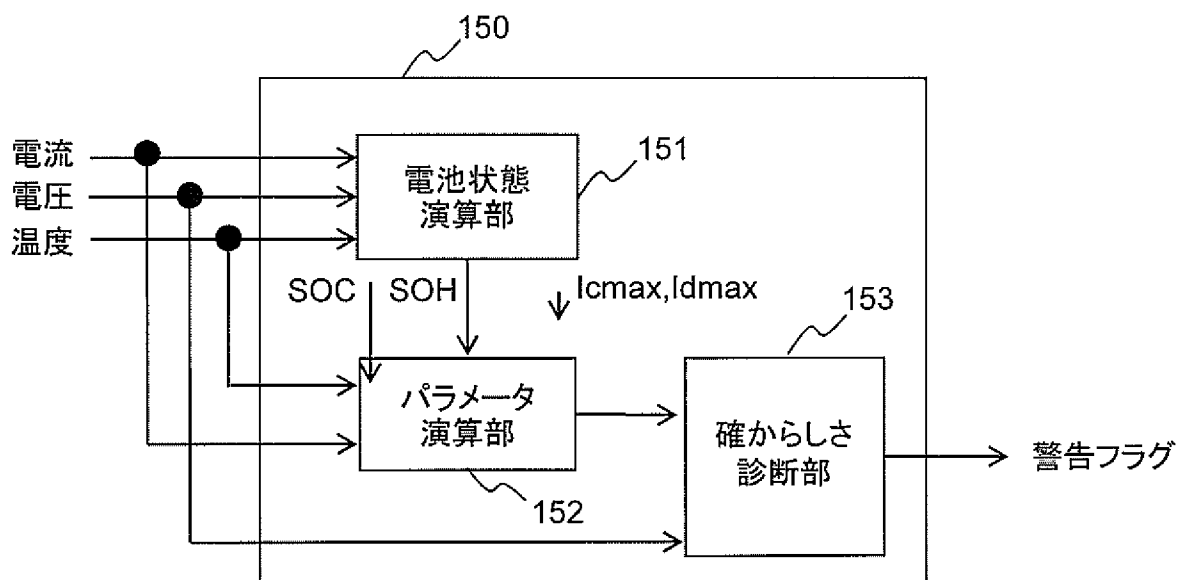 150
電流
電圧
温度
電池状態
演算部
151
SOC
SOH
Icmax,Idmax
153
パラメータ
演算部
152
確からしさ
診断部
警告フラグ